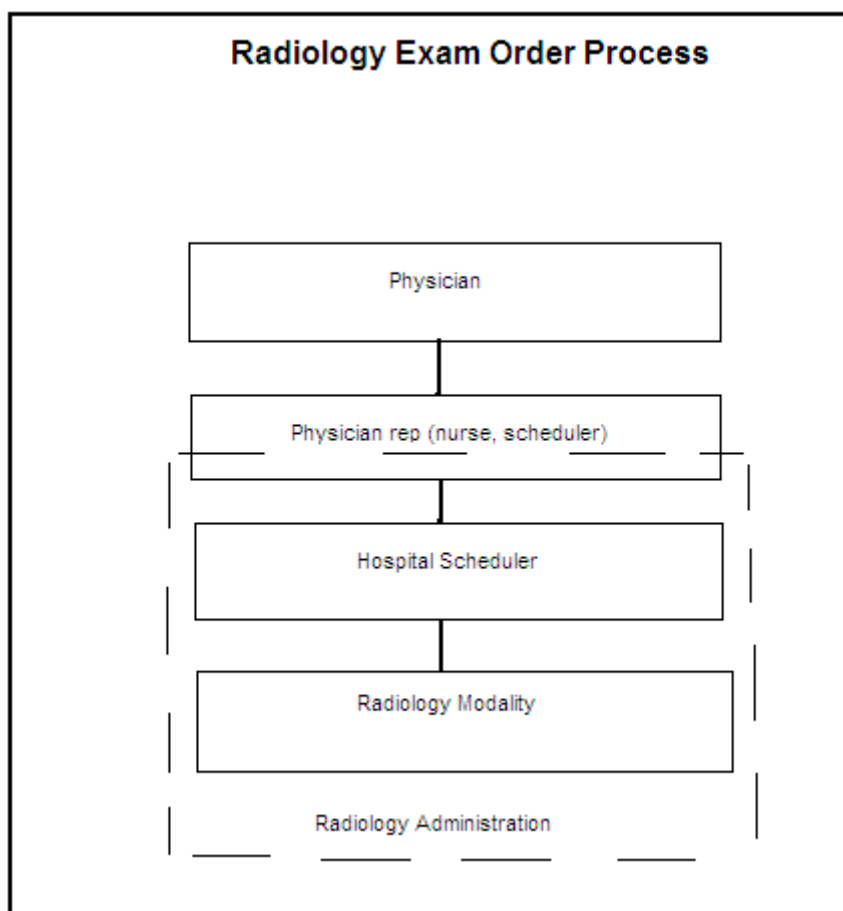 Radiology Exam Order Process
Physician
Physician rep (nurse, scheduler)
Hospital Scheduler
Radiology Modality
Radiology Administration